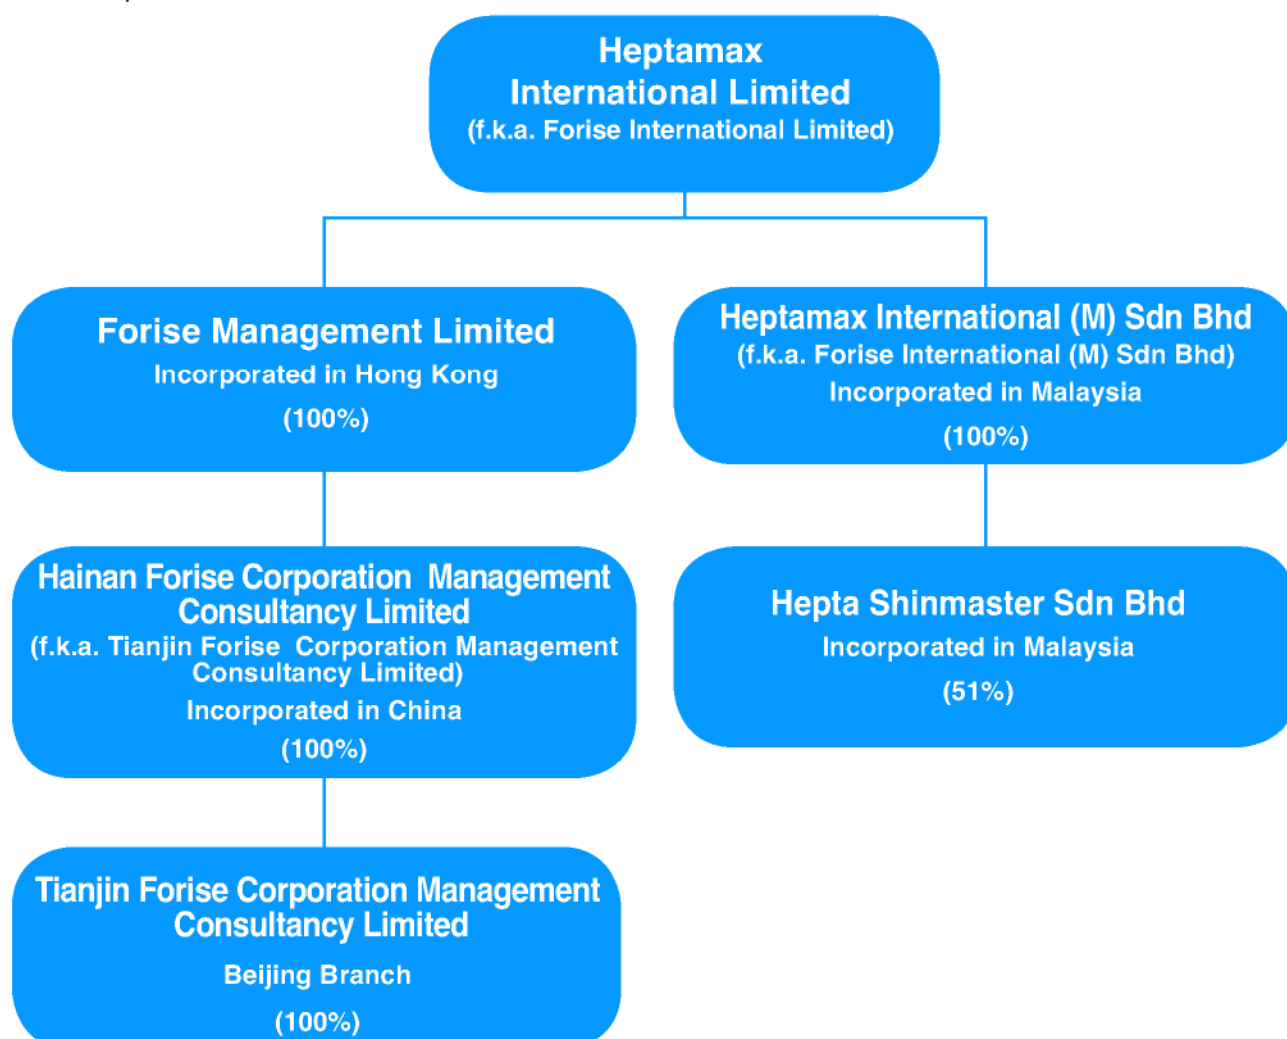 Heptamax
International Limited
(f.k.a. Forise International Limited)
Forise Management Limited
Incorporated in Hong Kong
(100%)
Heptamax International (M) Sdn Bhd
(f.k.a. Forise International (M) Sdn Bhd)
Incorporated in Malaysia
(100%)
Hainan Forise Corporation Management
Consultancy Limited
(f.k.a. Tianjin Forise Corporation Management
Consultancy Limited)
Incorporated in China
(100%)
Hepta Shinmaster Sdn Bhd
Incorporated in Malaysia
(51%)
Tianjin Forise Corporation Management
Consultancy Limited
Beijing Branch
(100%)